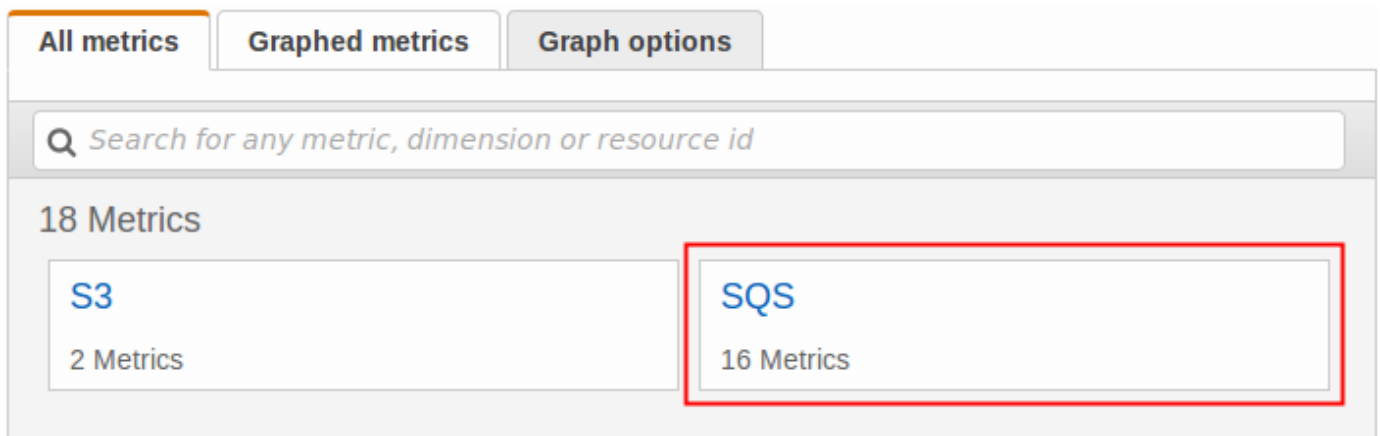 All metrics Graphed metrics Graph options
Search for any metric, dimension or resource id
18 Metrics
S3 SQS
2 Metrics 16 Metrics